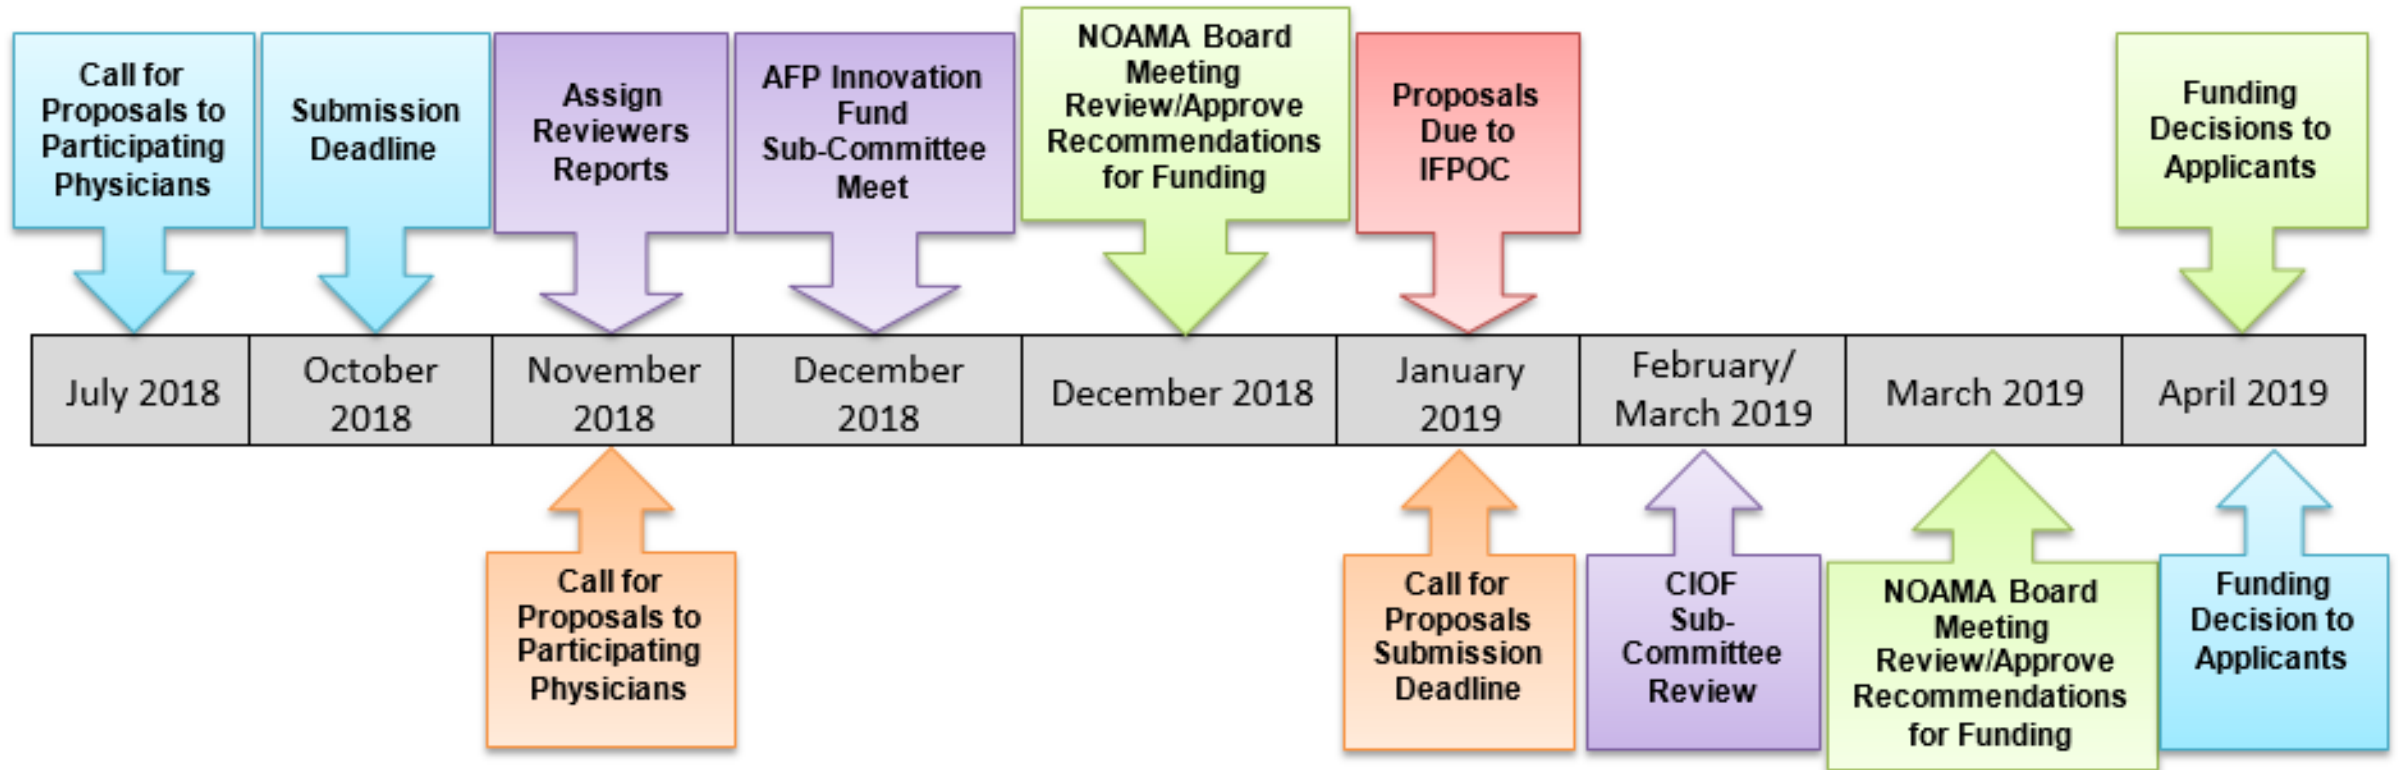 Call for
Proposals to
Participating
Physicians
Submission
Deadline
Assign
Reviewers
Reports
AFP Innovation
Fund
Sub-Committee
Meet
NOAMA Board
Meeting
Review/Approve
Recommendations
for Funding
Proposals
Due to
IFPOC
Funding
Decisions to
Applicants
July 2018
October
2018
November
2018
December
2018
December 2018
January
2019
February/
March 2019
March 2019
April 2019
Call for
Proposals to
Participating
Physicians
Call for
Proposals
Submission
Deadline
CIOF
Sub-
Committee
Review
NOAMA Board
Meeting
Review/Approve
Recommendations
for Funding
Funding
Decision to
Applicants